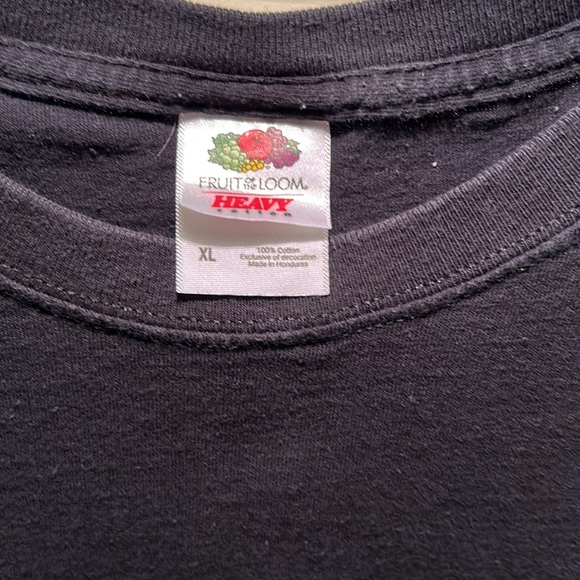 FRUIT OF THE LOOM®
HEAVY
cotton
XL
100% Cotton
Exclusive of decoration
Made in Honduras